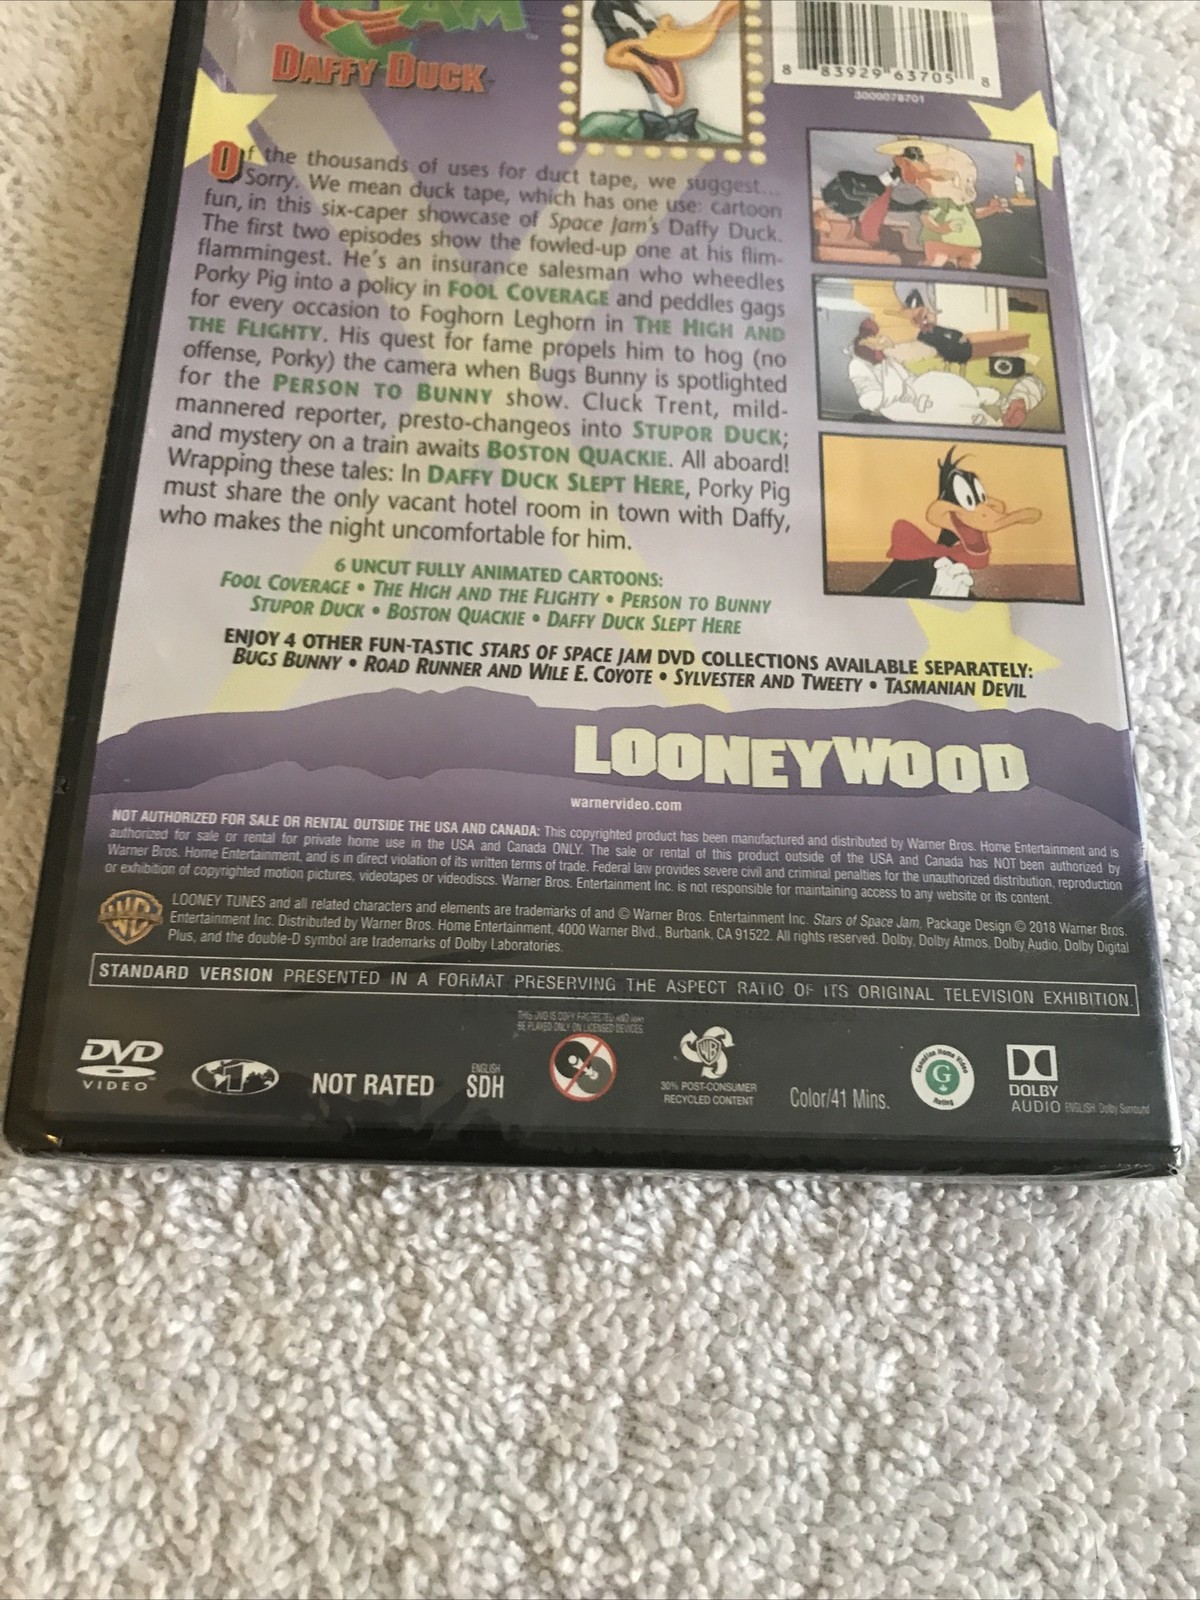 AM
DAFFY DUCK
8 83929 63705 8
3000078701
Of the thousands of uses for duct tape, we suggest...
Sorry. We mean duck tape, which has one use: cartoon
fun, in this six-caper showcase of Space Jam's Daffy Duck.
The first two episodes show the fowled-up one at his flim-
flammingest. He's an insurance salesman who wheedles
Porky Pig into a policy in FOOL COVERAGE and peddles gags
for every occasion to Foghorn Leghorn in THE HIGH AND
THE FLIGHTY. His quest for fame propels him to hog (no
offense, Porky) the camera when Bugs Bunny is spotlighted
for the PERSON TO BUNNY show. Cluck Trent, mild-
mannered reporter, presto-changeos into STUPOR DUCK;
and mystery on a train awaits BOSTON QUACKIE. All aboard!
Wrapping these tales: In DAFFY DUCK SLEPT HERE, Porky Pig
must share the only vacant hotel room in town with Daffy,
who makes the night uncomfortable for him.
6 UNCUT FULLY ANIMATED CARTOONS:
FOOL COVERAGE • THE HIGH AND THE FLIGHTY • PERSON TO BUNNY
STUPOR DUCK • BOSTON QUACKIE • DAFFY DUCK SLEPT HERE
ENJOY 4 OTHER FUN-TASTIC STARS OF SPACE JAM DVD COLLECTIONS AVAILABLE SEPARATELY:
BUGS BUNNY • ROAD RUNNER AND WILE E. COYOTE • SYLVESTER AND TWEETY • TASMANIAN DEVIL
LOONEYWOOD
warnervideo.com
NOT AUTHORIZED FOR SALE OR RENTAL OUTSIDE THE USA AND CANADA: This copyrighted product has been manufactured and distributed by Warner Bros. Home Entertainment and is
authorized for sale or rental for private home use in the USA and Canada ONLY. The sale or rental of this product outside of the USA and Canada has NOT been authorized by
Warner Bros. Home Entertainment, and is in direct violation of its written terms of trade. Federal law provides severe civil and criminal penalties for the unauthorized distribution, reproduction
or exhibition of copyrighted motion pictures, videotapes or videodiscs. Warner Bros. Entertainment Inc. is not responsible for maintaining access to any website or its content.
LOONEY TUNES and all related characters and elements are trademarks of and © Warner Bros. Entertainment Inc. Stars of Space Jam, Package Design © 2018 Warner Bros.
Entertainment Inc. Distributed by Warner Bros. Home Entertainment, 4000 Warner Blvd., Burbank, CA 91522. All rights reserved. Dolby, Dolby Atmos, Dolby Audio, Dolby Digital
Plus, and the double-D symbol are trademarks of Dolby Laboratories.
STANDARD VERSION PRESENTED IN A FORMAT PRESERVING THE ASPECT RATIO OF ITS ORIGINAL TELEVISION EXHIBITION.
THIS DVD IS COPY PROTECTED AND
BE PLAYED ONLY ON LICENSED DEVICES
DVD
VIDEO
1
NOT RATED
ENGLISH
SDH
WB
30% POST-CONSUMER
RECYCLED CONTENT
Color/41 Mins.
Canadian Home Video
G
Rating
DOLBY
AUDIO ENGLISH Dolby Surround